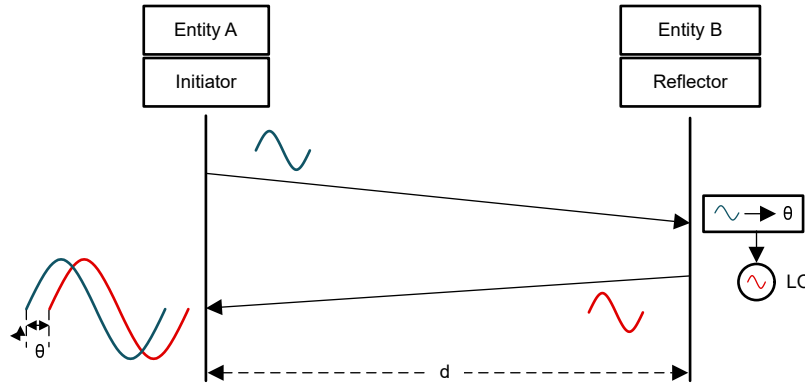 Entity A
Entity B
Initiator
Reflector
θ
LO
θ
d